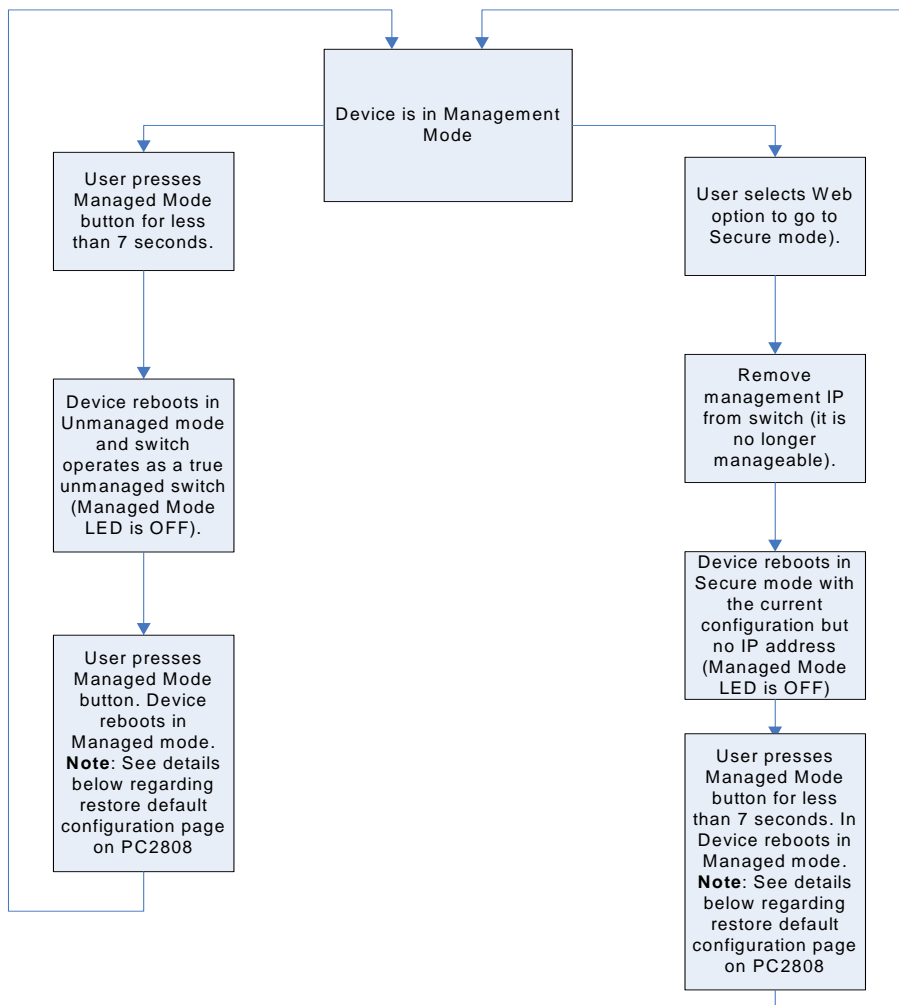 Device is in Management
Mode
User presses
Managed Mode
button for less
than 7 seconds.
Device reboots in
Unmanaged mode
and switch
operates as a true
unmanaged switch
(Managed Mode
LED is OFF).
User presses
Managed Mode
button. Device
reboots in
Managed mode.
Note: See details
below regarding
restore default
configuration page
on PC2808
User selects Web
option to go to
Secure mode).
Remove
management IP
from switch (it is
no longer
manageable).
Device reboots in
Secure mode with
the current
configuration but
no IP address
(Managed Mode
LED is OFF)
User presses
Managed Mode
button for less
than 7 seconds. In
Device reboots in
Managed mode.
Note: See details
below regarding
restore default
configuration page
on PC2808